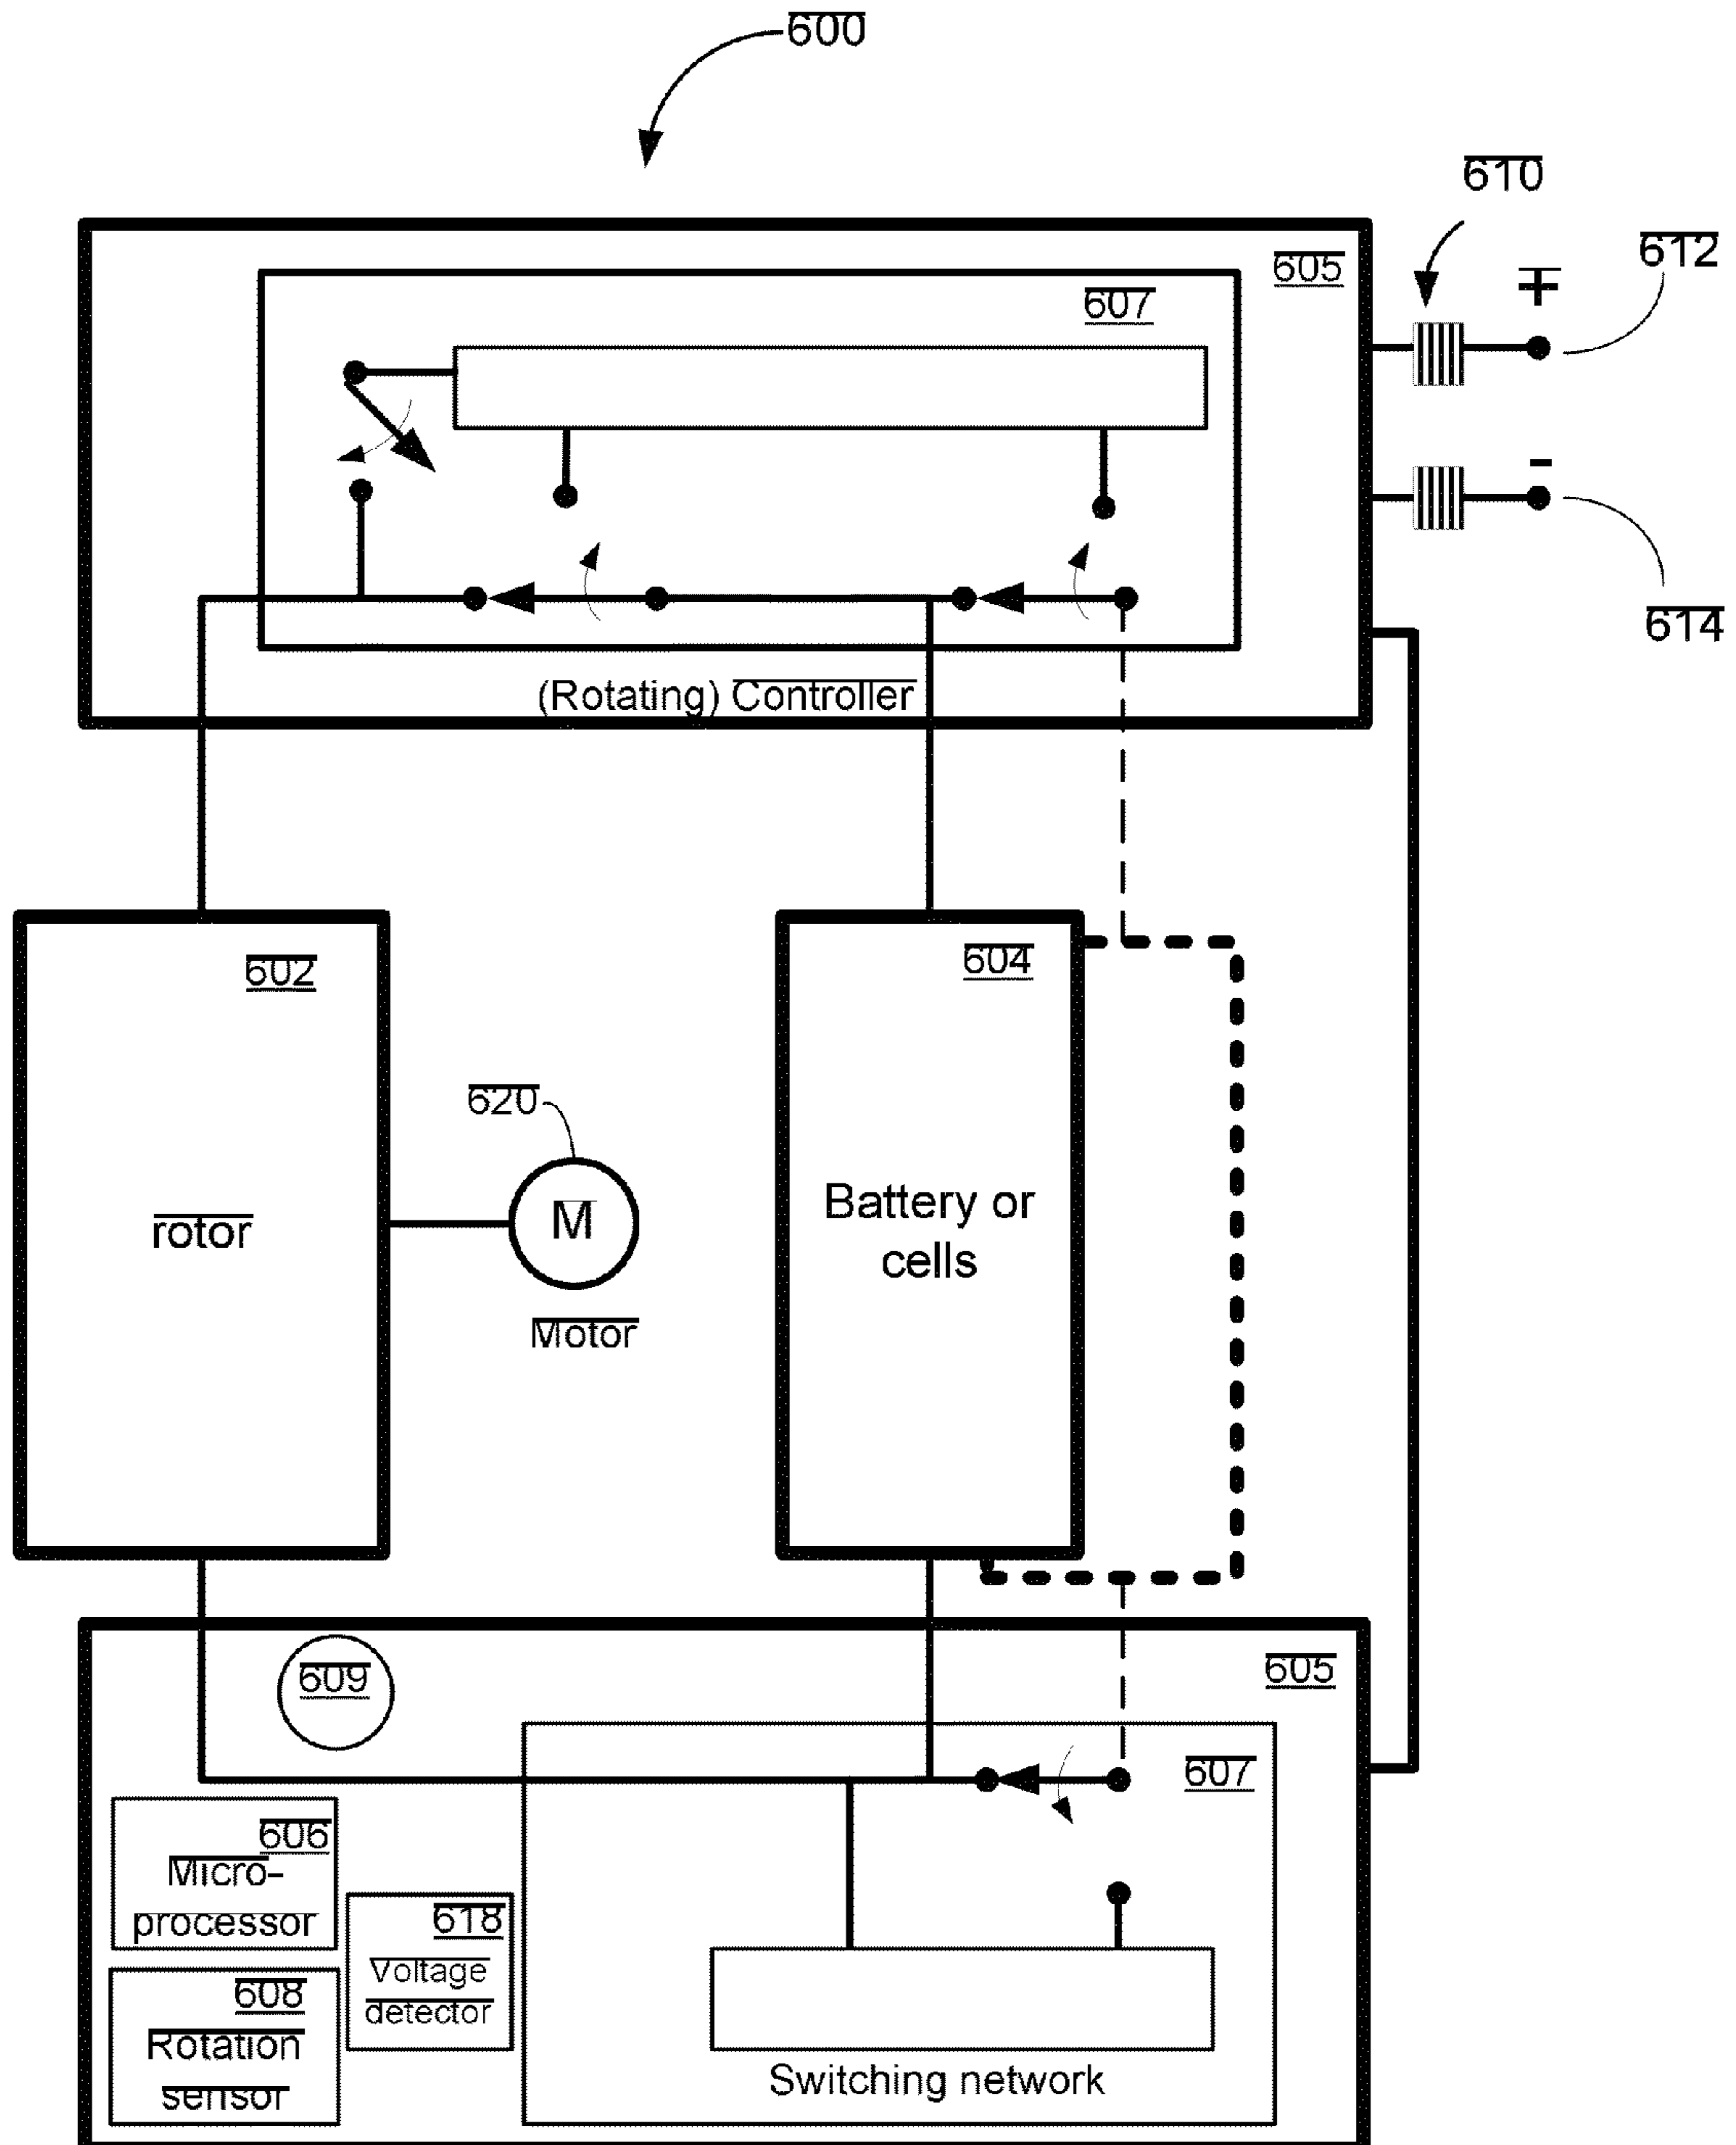 600
610
612
605
+
607
-
614
(Rotating) Controller
602
604
620
M
rotor
Battery or
cells
Motor
609
605
607
606
Micro-
processor
618
Voltage
detector
608
Rotation
sensor
Switching network